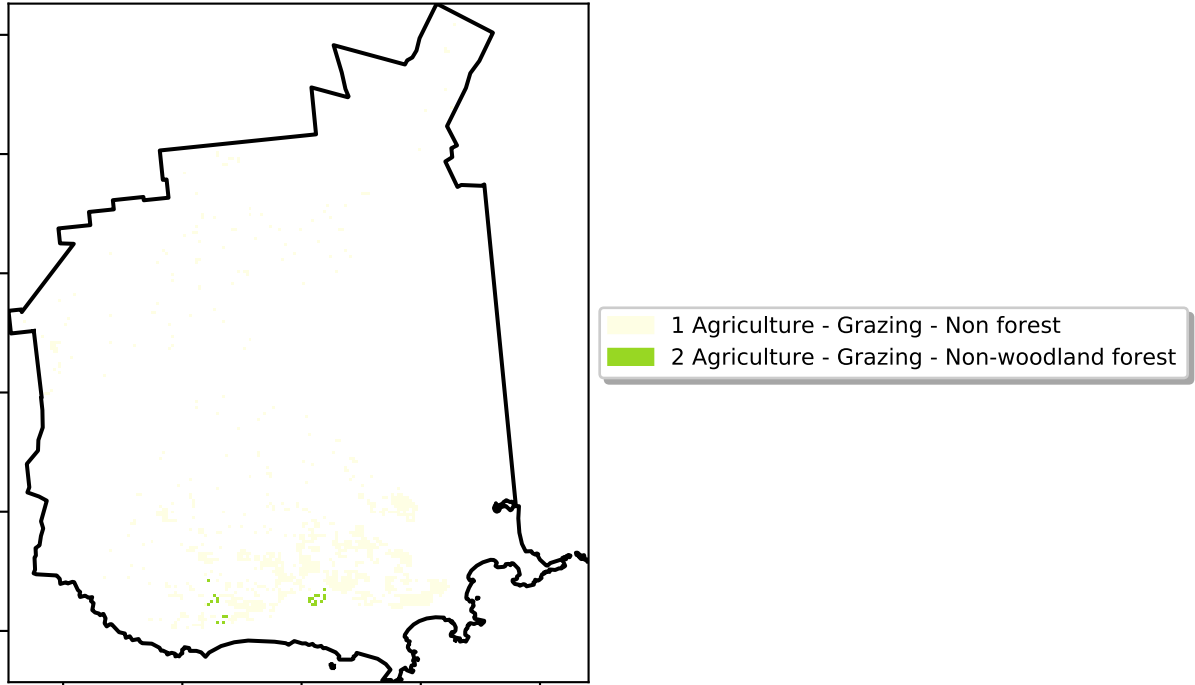 1 Agriculture - Grazing - Non forest
2 Agriculture - Grazing - Non-woodland forest